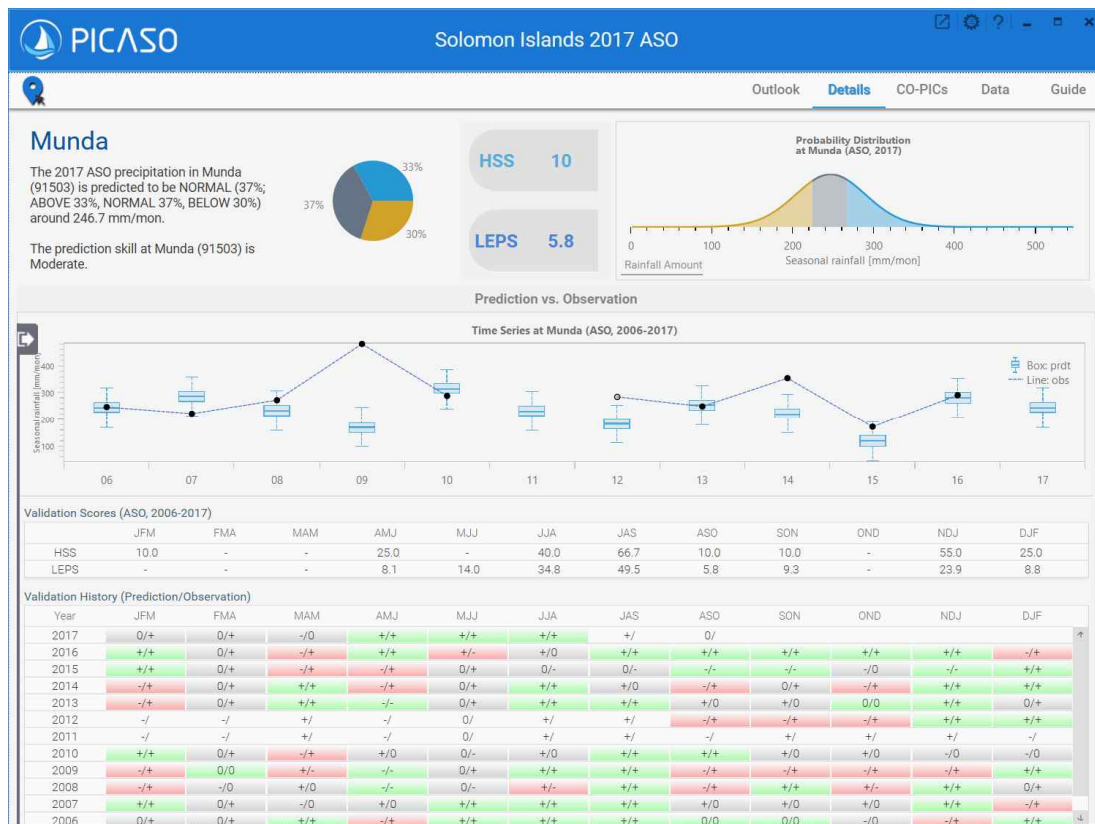 PICASO
Solomon Islands 2017 ASO
?
Outlook Details CO-PICs Data Guide
Munda
The 2017 ASO precipitation in Munda
(91503) is predicted to be NORMAL (37%;
ABOVE 33%, NORMAL 37%, BELOW 30%)
around 246.7 mm/mon.
The prediction skill at Munda (91503) is
Moderate.
33%
37%
30%
HSS 10
LEPS 5.8
Probability Distribution
at Munda (ASO, 2017)
0 100 200 300 400 500
Seasonal rainfall [mm/mon]
Rainfall Amount
Prediction vs. Observation
Time Series at Munda (ASO, 2006-2017)
Seasonal rainfall [mm/mon]
400
300
200
100
Box: prdt
Line: obs
06 07 08 09 10 11 12 13 14 15 16 17
Validation Scores (ASO, 2006-2017)
JFM FMA MAM AMJ MJJ JJA JAS ASO SON OND NDJ DJF
HSS 10.0 - - 25.0 - 40.0 66.7 10.0 10.0 - 55.0 25.0
LEPS - - - 8.1 14.0 34.8 49.5 5.8 9.3 - 23.9 8.8
Validation History (Prediction/Observation)
Year JFM FMA MAM AMJ MJJ JJA JAS ASO SON OND NDJ DJF
2017 0/+ 0/+ -/0 +/+ +/+ +/+ +/ 0/
2016 +/+ 0/+ -/+ +/+ +/- +/0 +/+ +/+ +/+ +/+ +/+ -/+
2015 +/+ 0/+ -/+ -/+ 0/+ 0/- 0/- -/- -/- -/0 -/- +/+
2014 -/+ 0/+ +/+ -/+ 0/+ +/+ +/0 -/+ 0/+ -/+ +/+ +/+
2013 -/+ 0/+ +/+ -/- 0/+ +/+ +/+ +/0 +/0 0/0 +/+ 0/+
2012 -/ -/ +/ -/ 0/ +/ +/ -/+ -/+ -/+ +/+ +/+
2011 -/ -/ +/ -/ 0/ +/ +/ -/ +/ +/ +/ -/
2010 +/+ 0/+ -/+ +/0 0/- +/0 +/+ +/+ +/0 +/0 -/0 -/0
2009 -/+ 0/0 +/- -/- 0/+ +/+ +/+ -/+ -/+ -/+ -/+ +/+
2008 -/+ -/0 +/0 -/- 0/- +/- +/+ -/+ +/+ +/- +/+ 0/+
2007 +/+ 0/+ -/0 +/0 +/+ +/+ +/+ +/0 +/0 +/0 +/+ -/+
2006 0/+ 0/+ +/+ -/+ +/+ +/+ +/+ 0/0 0/0 -/0 -/+ +/+